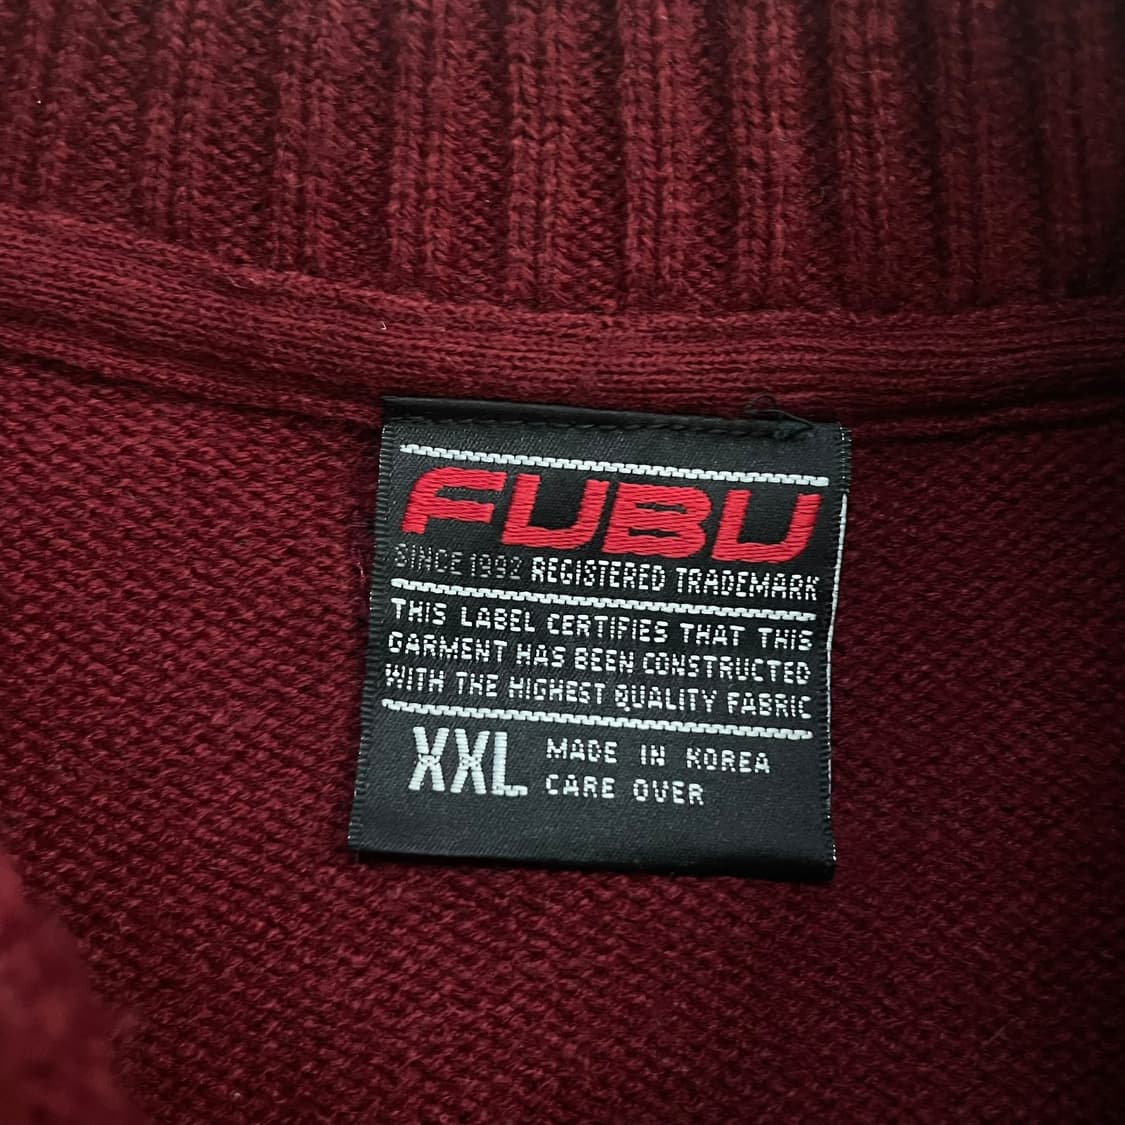 FUBU
SINCE 1992 REGISTERED TRADEMARK
THIS LABEL CERTIFIES THAT THIS
GARMENT HAS BEEN CONSTRUCTED
WITH THE HIGHEST QUALITY FABRIC
XXL MADE IN KOREA
CARE OVER